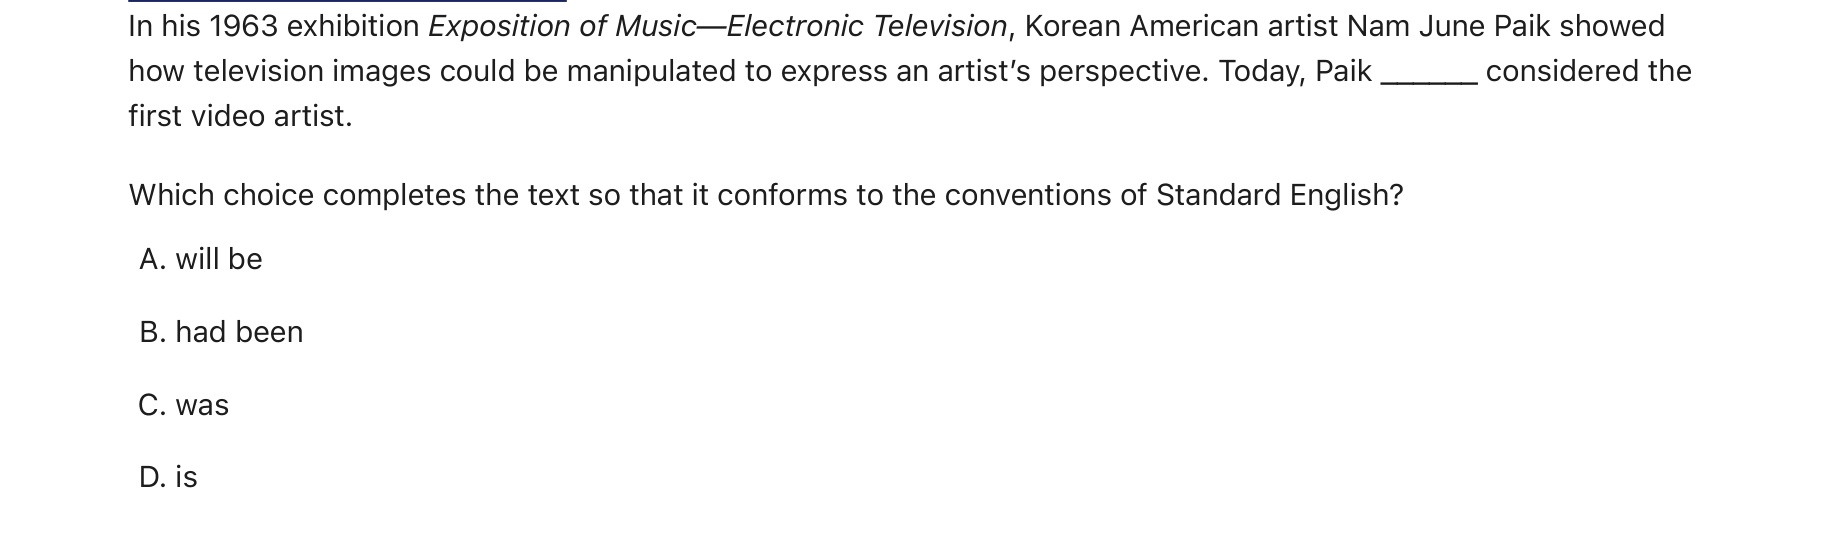 In his 1963 exhibition Exposition of Music—Electronic Television, Korean American artist Nam June Paik showed
how television images could be manipulated to express an artist’s perspective. Today, Paik ______ considered the
first video artist.
Which choice completes the text so that it conforms to the conventions of Standard English?
A. will be
B. had been
C. was
D. is